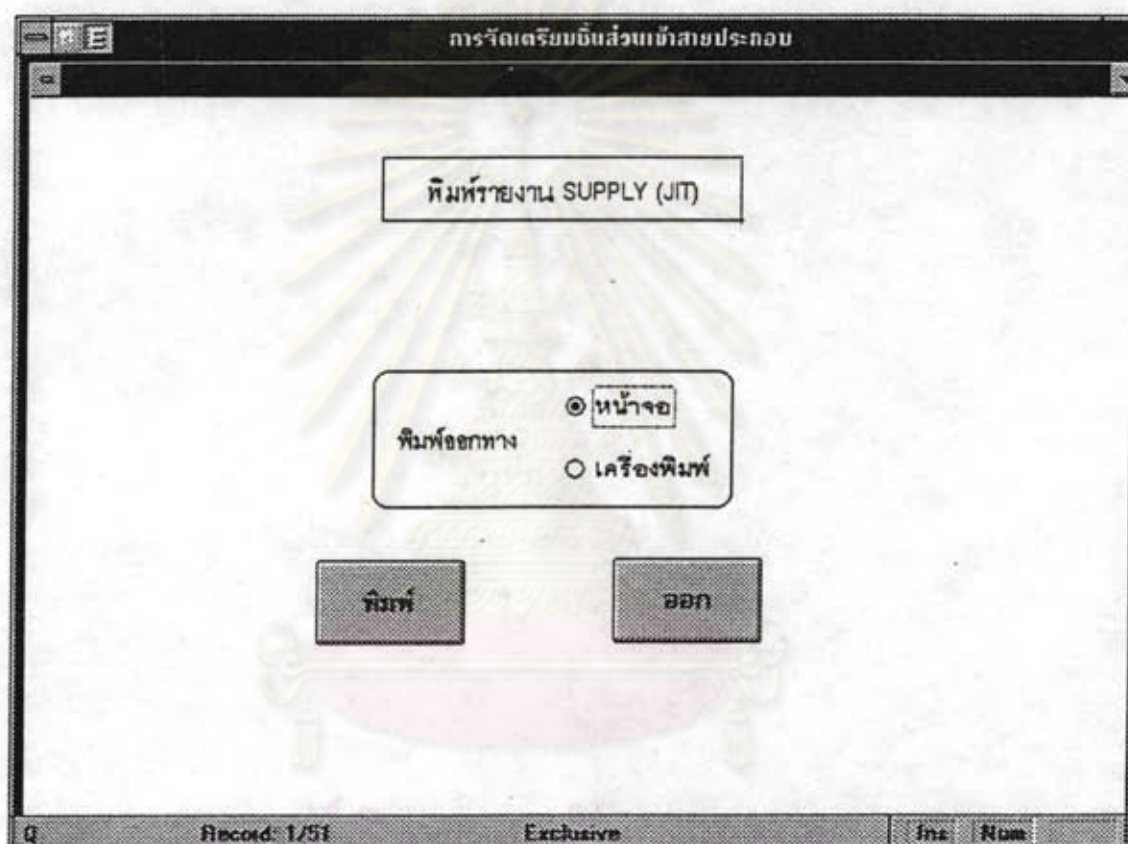 การจัดเตรียมชิ้นส่วนเข้าสายประกอบ
พิมพ์รายงาน SUPPLY (JIT)
หน้าจอ
พิมพ์ออกทาง
เครื่องพิมพ์
พิมพ์ ออก
Record: 1/51 Exclusive Ins Num